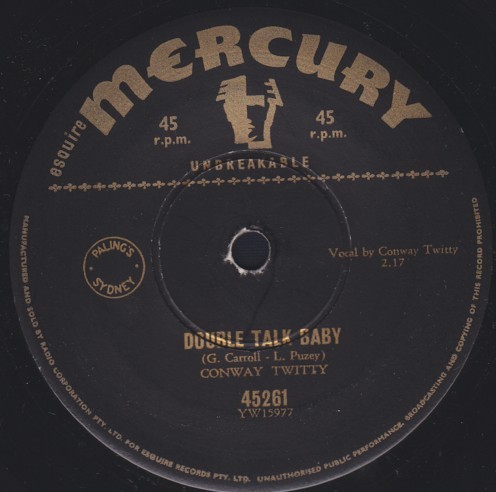 esquire MERCURY
45 r.p.m.
45 r.p.m.
UNBREAKABLE
PALING'S
SYDNEY
Vocal by Conway Twitty
2.17
DOUBLE TALK BABY
(G. Carroll - L. Puzey)
CONWAY TWITTY
45261
YW15977
MANUFACTURED AND SOLD BY RADIO CORPORATION PTY. LTD. FOR ESQUIRE RECORDS PTY. LTD. UNAUTHORISED PUBLIC PERFORMANCE, BROADCASTING AND COPYING OF THIS RECORD PROHIBITED